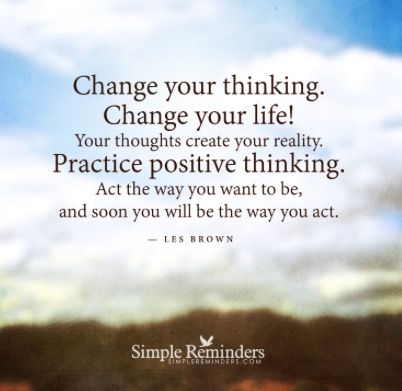 Change your thinking.
Change your life!
Your thoughts create your reality.
Practice positive thinking.
Act the way you want to be,
and soon you will be the way you act.
— LES BROWN
Simple Reminders
SIMPLEREMINDERS.COM